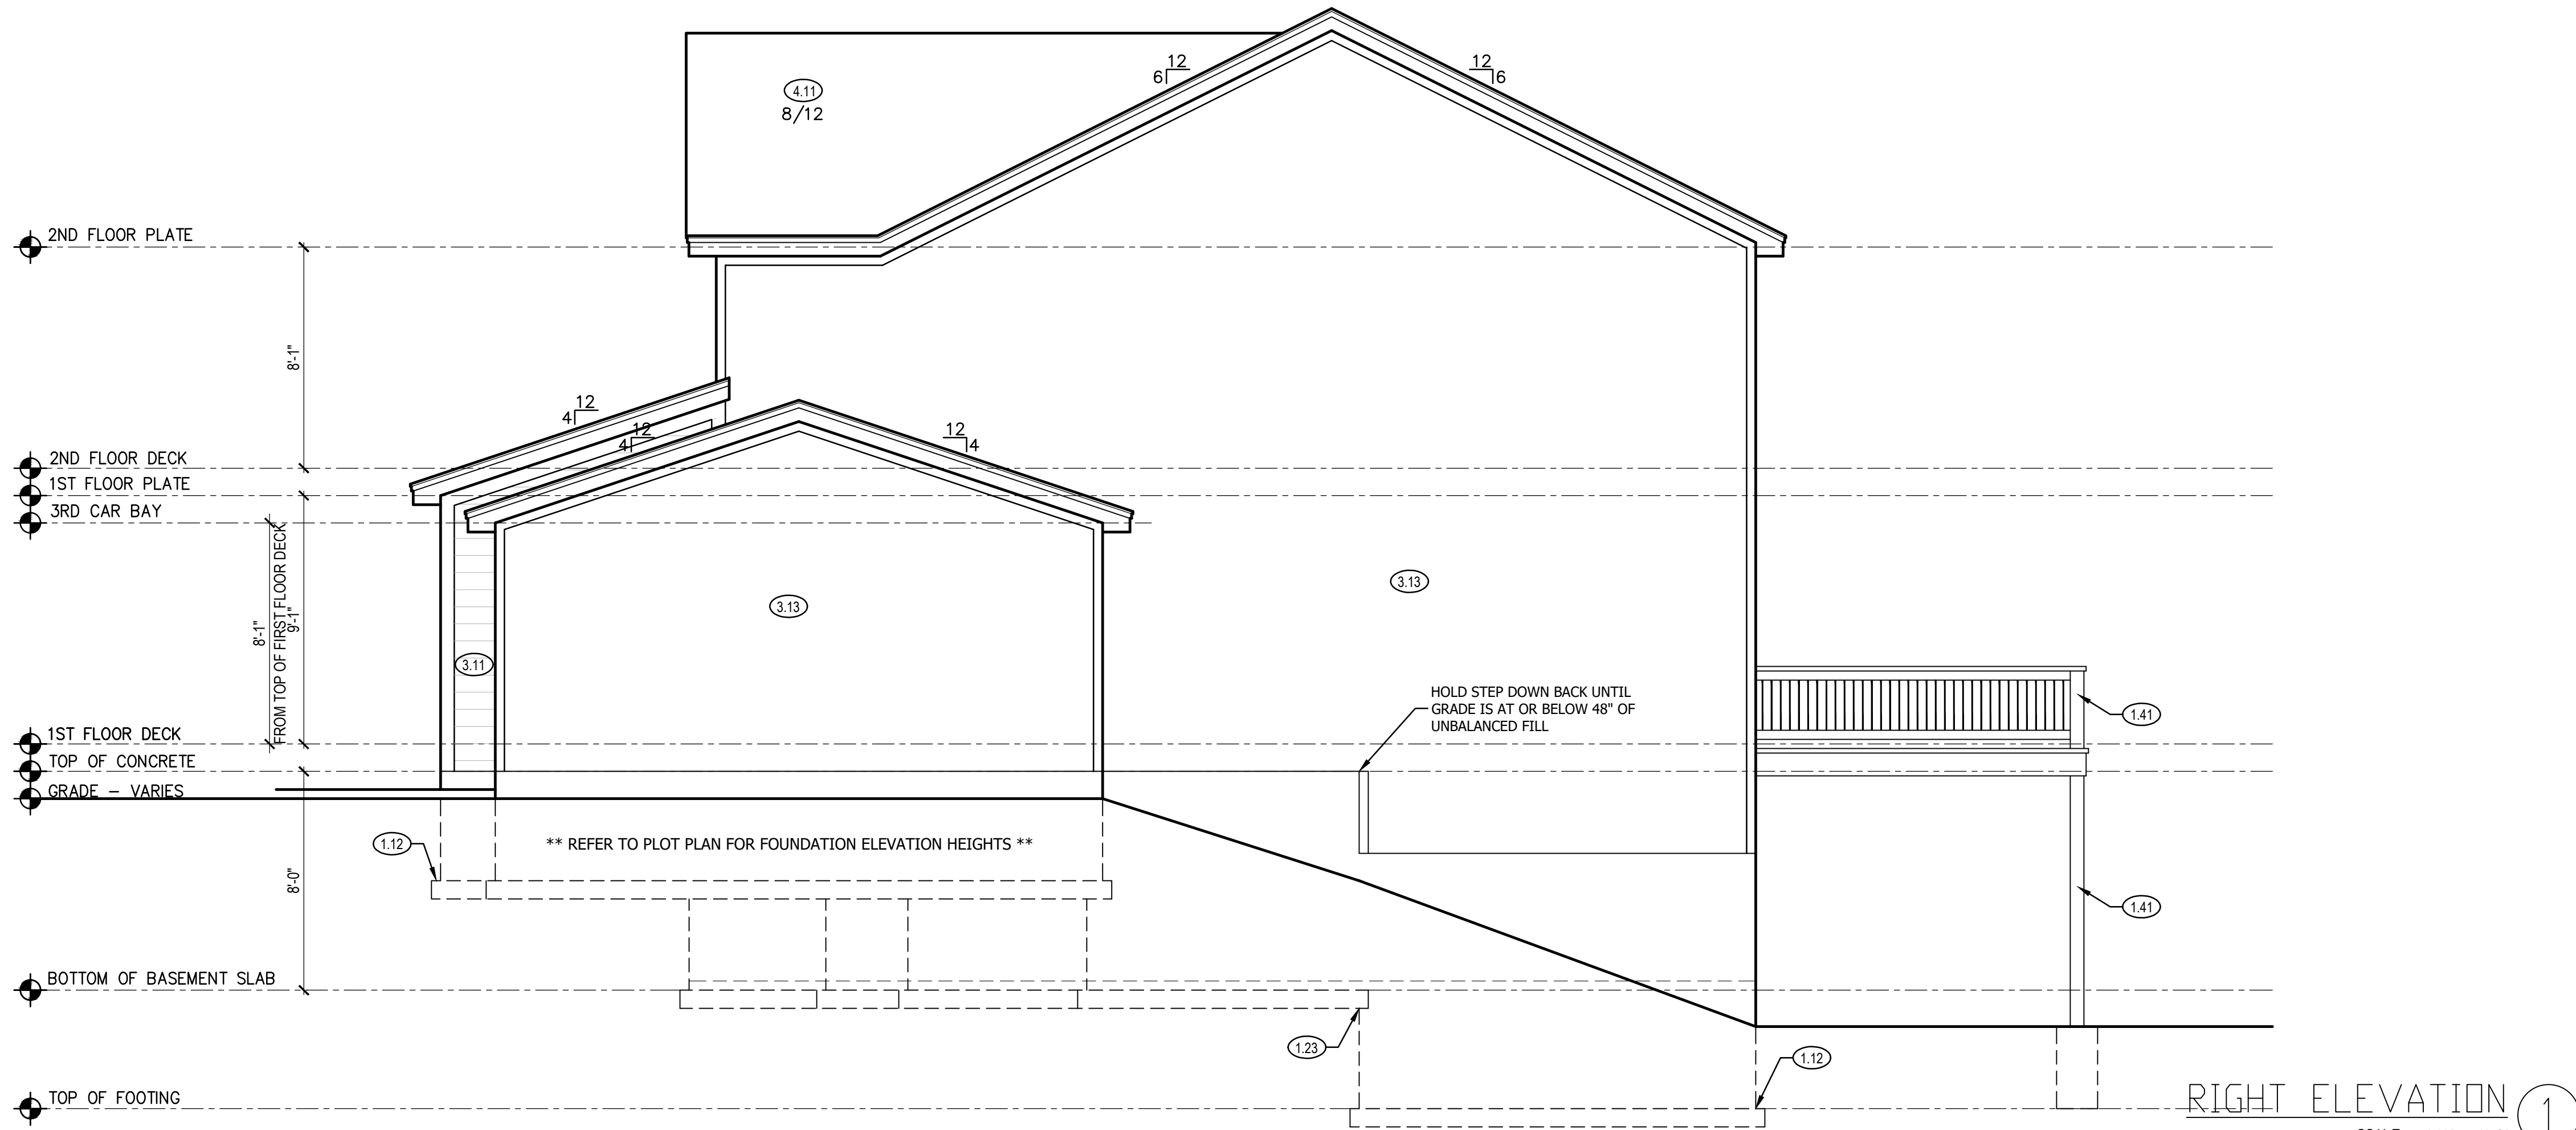 12
6
12
6
4.11
8/12
2ND FLOOR PLATE
8'-1"
12
4
12
4
12
4
2ND FLOOR DECK
1ST FLOOR PLATE
3RD CAR BAY
8'-1"
FROM TOP OF FIRST FLOOR DECK
9'-1"
3.13
3.13
3.11
HOLD STEP DOWN BACK UNTIL
GRADE IS AT OR BELOW 48" OF
UNBALANCED FILL
1.41
1ST FLOOR DECK
TOP OF CONCRETE
GRADE - VARIES
1.12
** REFER TO PLOT PLAN FOR FOUNDATION ELEVATION HEIGHTS **
8'-0"
1.41
BOTTOM OF BASEMENT SLAB
1.23
1.12
TOP OF FOOTING
RIGHT ELEVATION
1